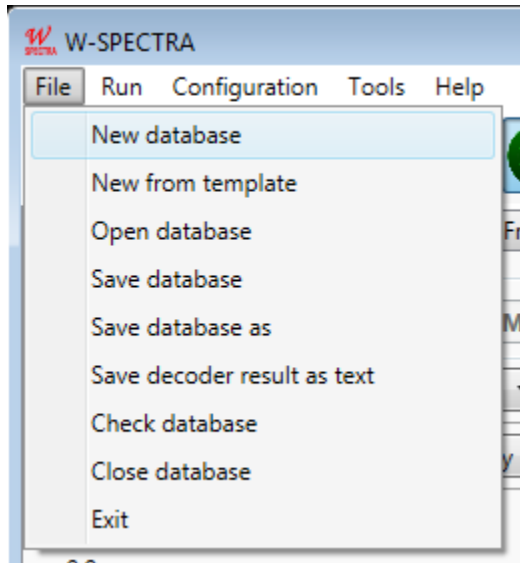 W SPECTRA W-SPECTRA
File Run Configuration Tools Help
New database
New from template
Open database
Save database
Save database as
Save decoder result as text
Check database
Close database
Exit